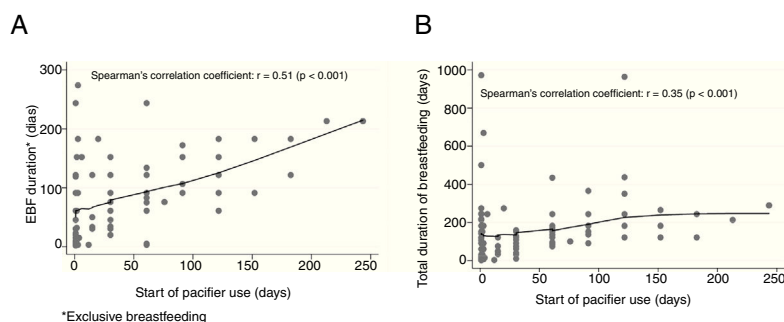 A
B
Spearman's correlation coefficient: r = 0.51 (p < 0.001)
EBF duration* (dias)
300
200
100
0
0
50
100
150
200
250
Start of pacifier use (days)
*Exclusive breastfeeding
Spearman's correlation coefficient: r = 0.35 (p < 0.001)
Total duration of breastfeeding (days)
1000
800
600
400
200
0
0
50
100
150
200
250
Start of pacifier use (days)